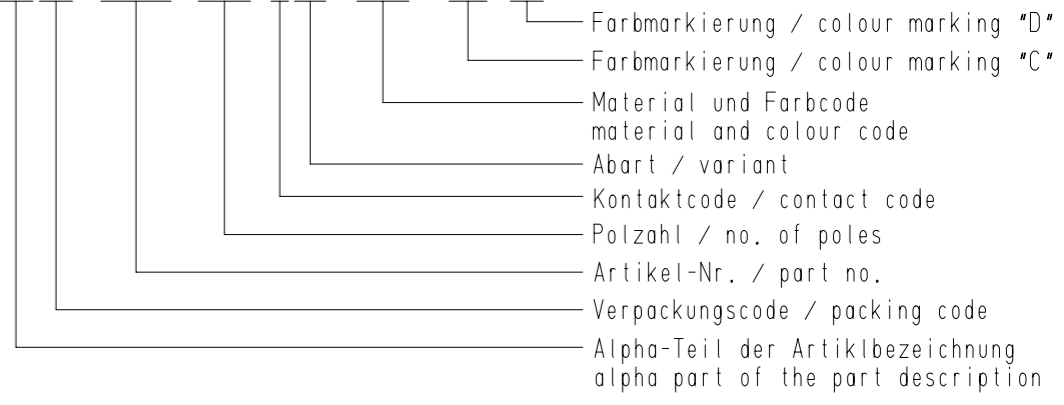 Farbmarkierung / colour marking "D"
Farbmarkierung / colour marking "C"
Material und Farbcode
material and colour code
Abart / variant
Kontaktcode / contact code
Polzahl / no. of poles
Artikel-Nr. / part no.
Verpackungscode / packing code
Alpha-Teil der Artiklbezeichnung
alpha part of the part description